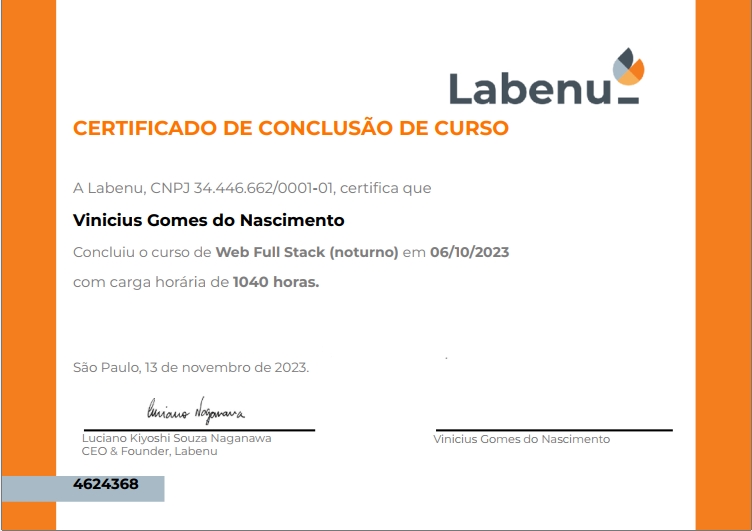 Labenu_
CERTIFICADO DE CONCLUSÃO DE CURSO
A Labenu, CNPJ 34.446.662/0001-01, certifica que
Vinicius Gomes do Nascimento
Concluiu o curso de Web Full Stack (noturno) em 06/10/2023
com carga horária de 1040 horas.
São Paulo, 13 de novembro de 2023.
Luciano Naganawa
Luciano Kiyoshi Souza Naganawa
CEO & Founder, Labenu
Vinicius Gomes do Nascimento
4624368